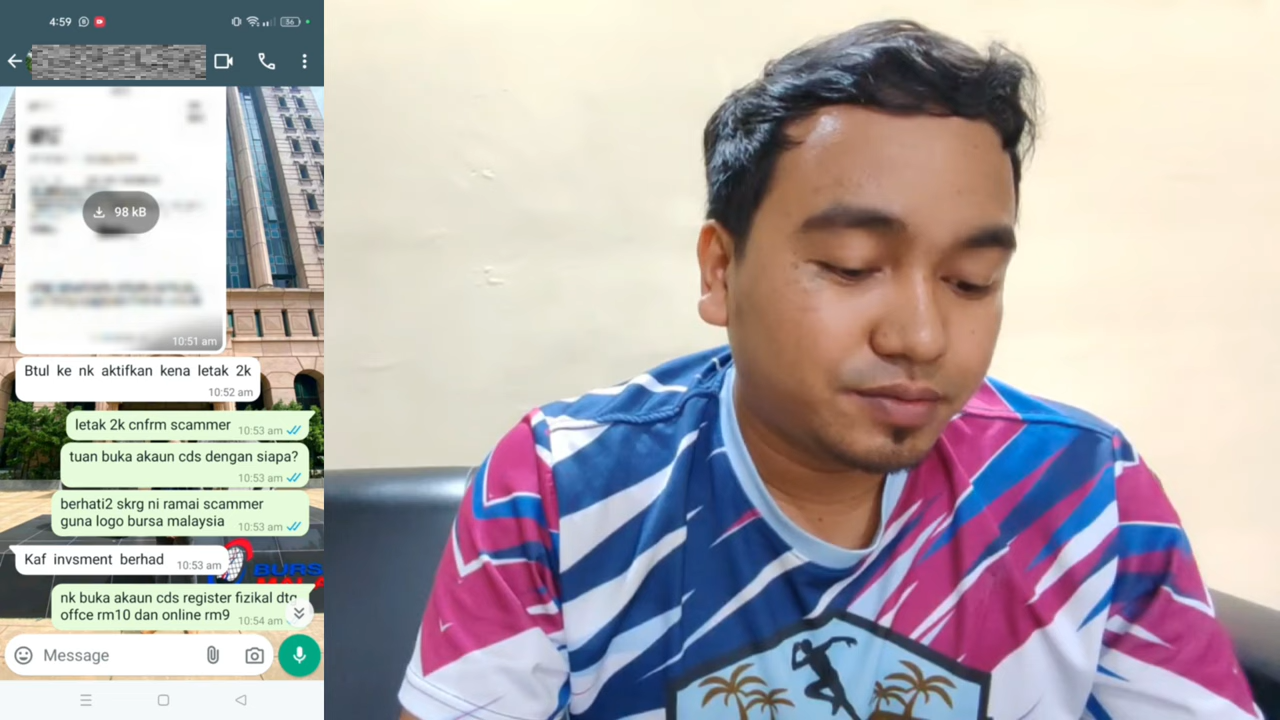 4:59
36
98 kB
10:51 am
Btul ke nk aktifkan kena letak 2k
10:52 am
letak 2k cnfrm scammer 10:53 am
tuan buka akaun cds dengan siapa?
10:53 am
berhati2 skrg ni ramai scammer
guna logo bursa malaysia 10:53 am
Kaf invsment berhad 10:53 am
BURS
nk buka akaun cds register fizikal dtg
offce rm10 dan online rm9 10:54 am
Message